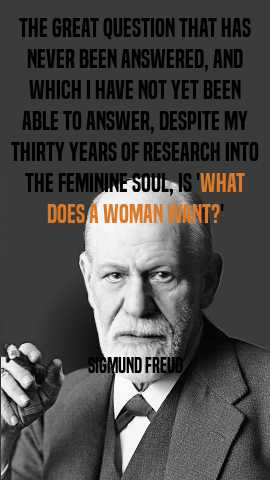 THE GREAT QUESTION THAT HAS
NEVER BEEN ANSWERED, AND
WHICH I HAVE NOT YET BEEN
ABLE TO ANSWER, DESPITE MY
THIRTY YEARS OF RESEARCH INTO
THE FEMININE SOUL, IS 'WHAT
DOES A WOMAN WANT?'
SIGMUND FREUD